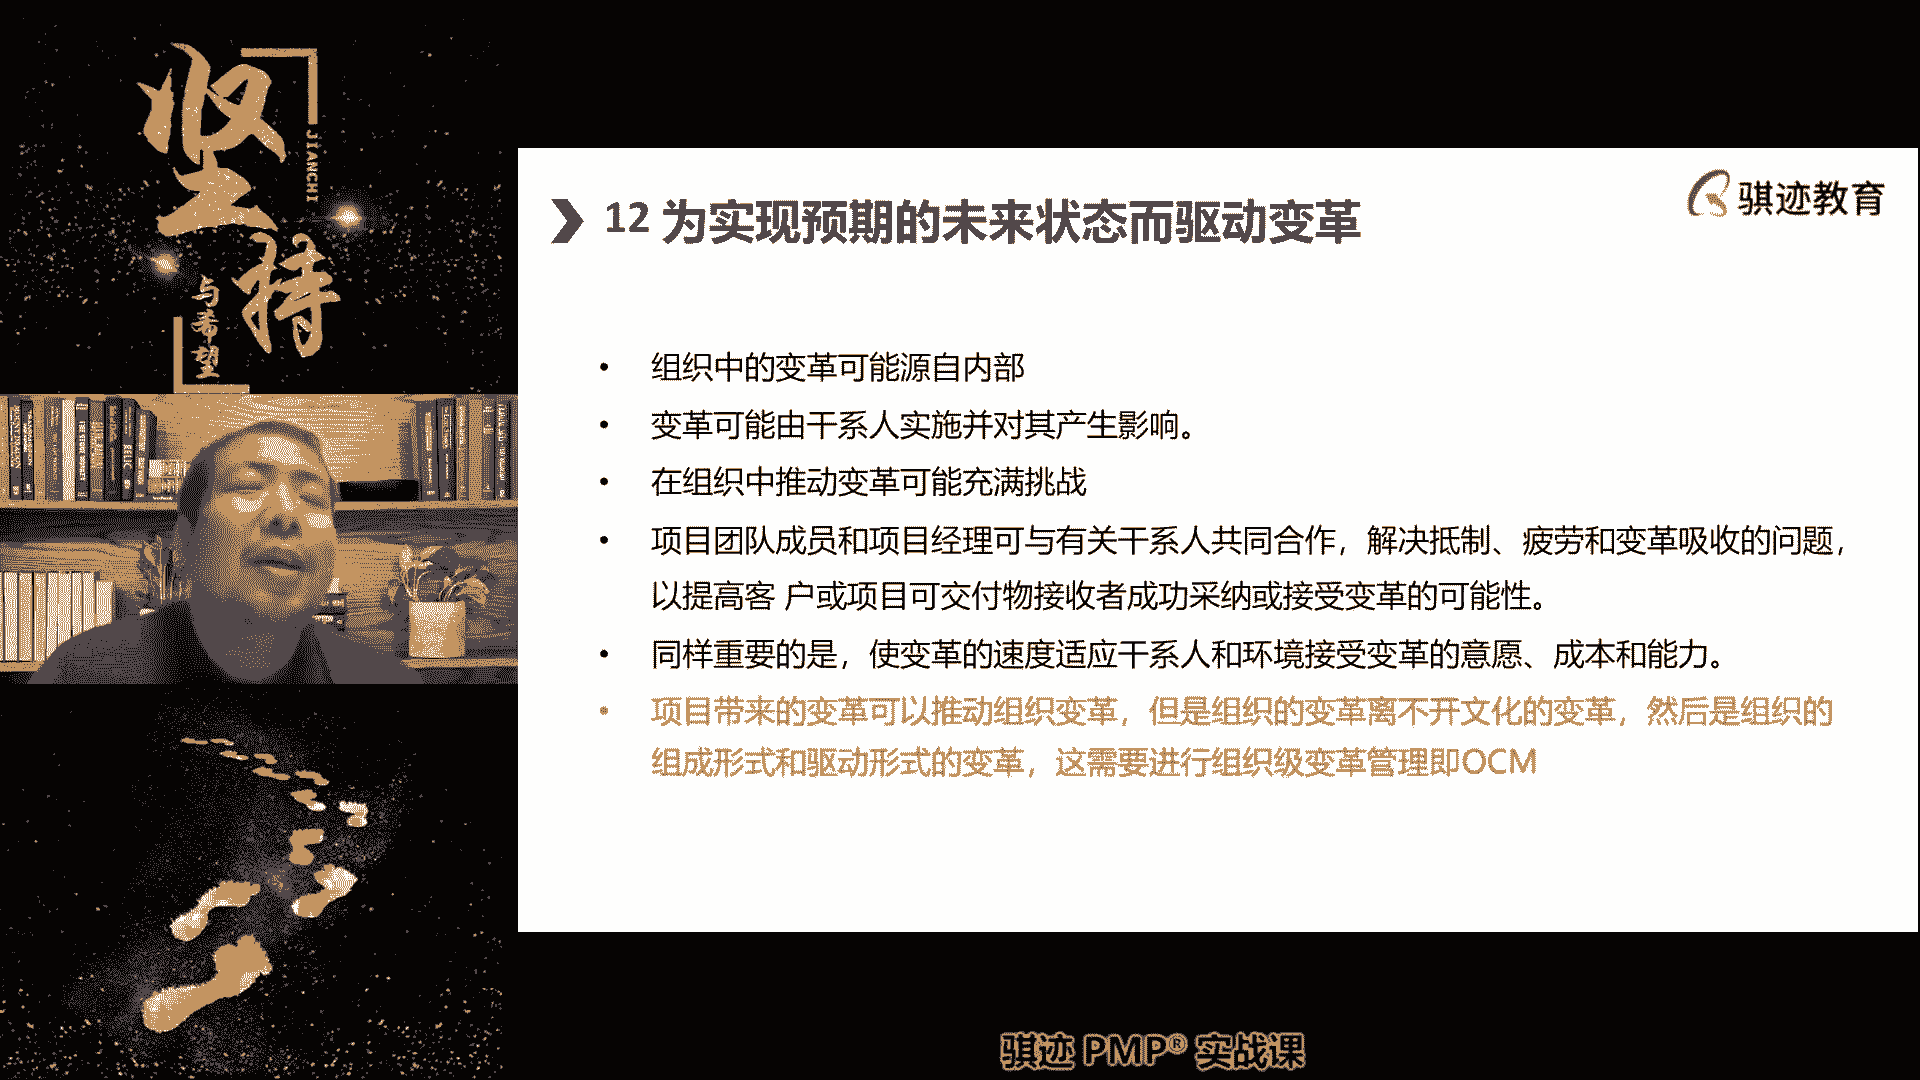 坚持
JIANCHI
与希望
骐迹教育
12 为实现预期的未来状态而驱动变革
• 组织中的变革可能源自内部
• 变革可能由干系人实施并对其产生影响。
• 在组织中推动变革可能充满挑战
• 项目团队成员和项目经理可与有关干系人共同合作，解决抵制、疲劳和变革吸收的问题，
以提高客 户或项目可交付物接收者成功采纳或接受变革的可能性。
• 同样重要的是，使变革的速度适应干系人和环境接受变革的意愿、成本和能力。
• 项目带来的变革可以推动组织变革，但是组织的变革离不开文化的变革，然后是组织的
组成形式和驱动形式的变革，这需要进行组织级变革管理即OCM
骐迹 PMP® 实战课